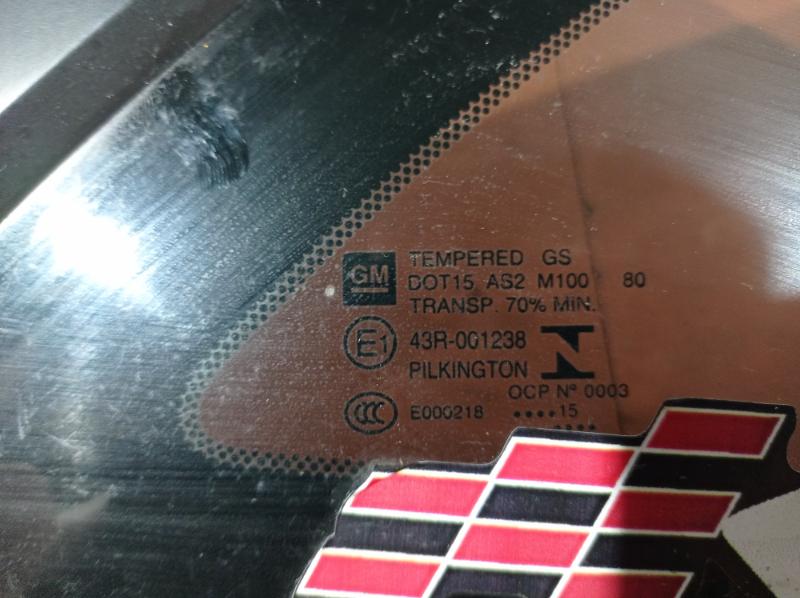 GM
TEMPERED GS
DOT15 AS2 M100 80
TRANSP. 70% MIN.
E1 43R-001238
PILKINGTON N
OCP Nº 0003
CCC E000218 ....15
....